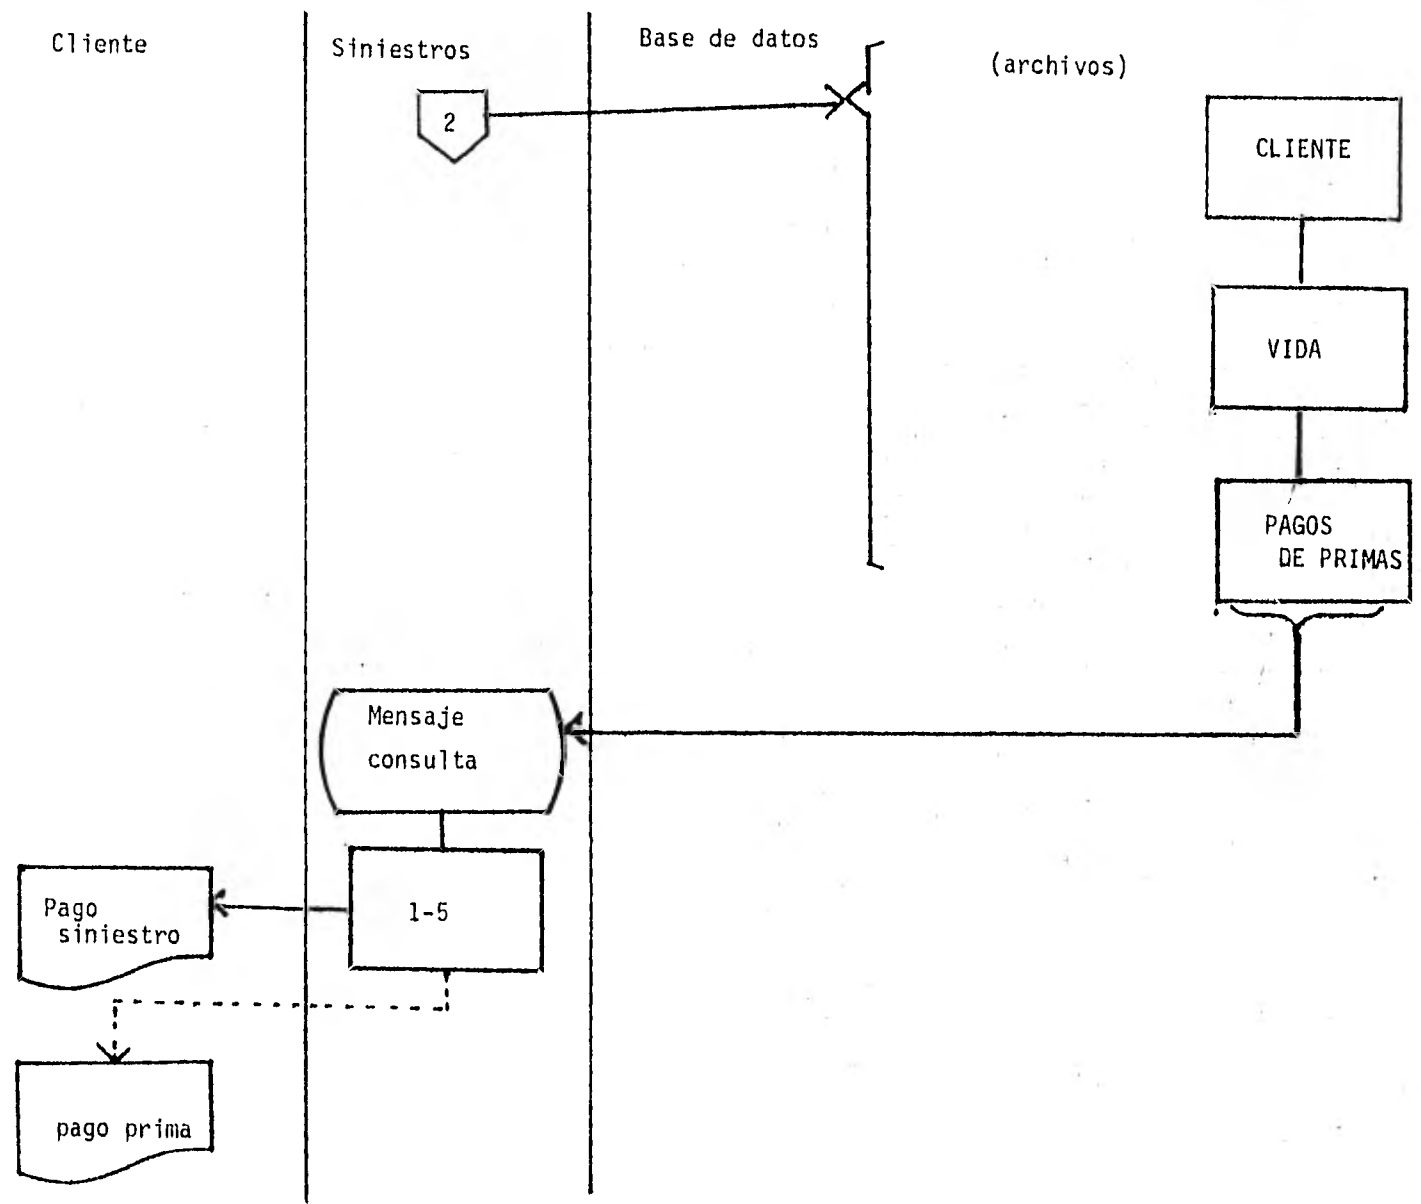 Cliente
Siniestros
Base de datos
(archivos)
2
CLIENTE
VIDA
PAGOS
DE PRIMAS
Mensaje
consulta
1-5
Pago
siniestro
pago prima